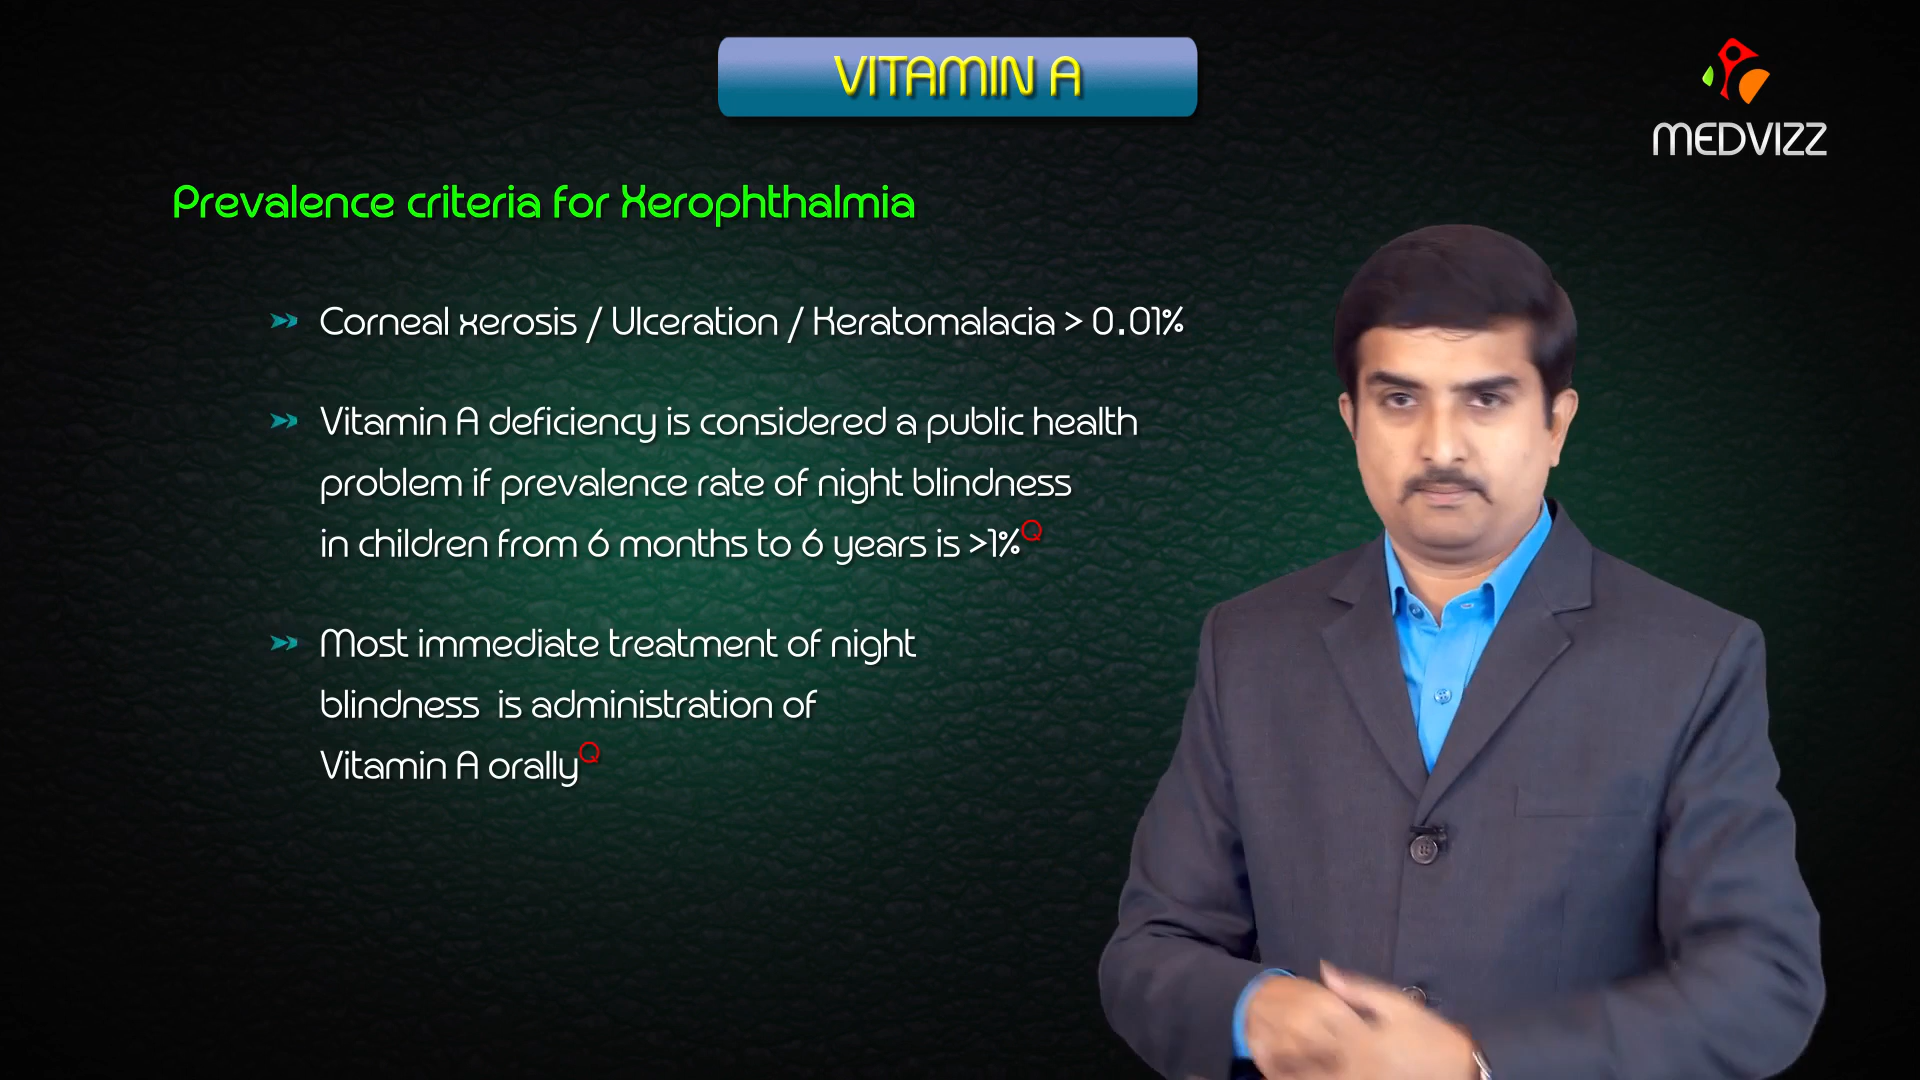 VITAMIN A
MEDVIZZ
Prevalence criteria for Xerophthalmia
Corneal xerosis / Ulceration / Keratomalacia > 0.01%
Vitamin A deficiency is considered a public health
problem if prevalence rate of night blindness
in children from 6 months to 6 years is >1%Q
Most immediate treatment of night
blindness is administration of
Vitamin A orallyQ